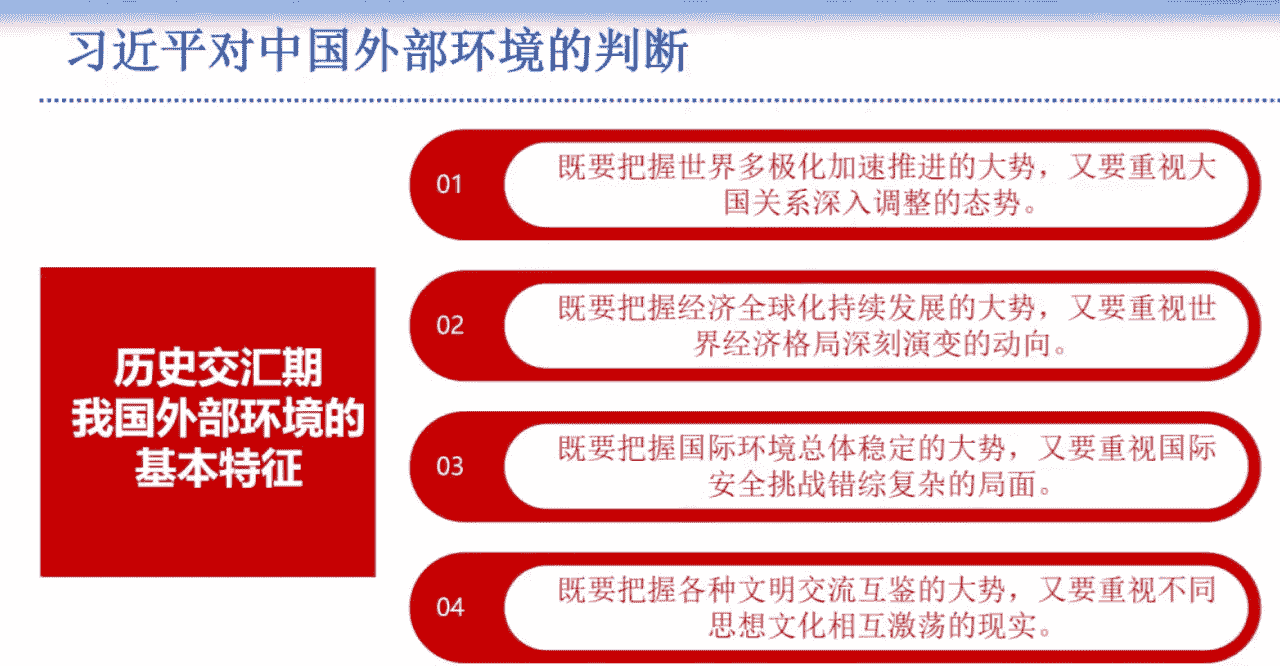 习近平对中国外部环境的判断
历史交汇期
我国外部环境的
基本特征
01
既要把握世界多极化加速推进的大势，又要重视大
国关系深入调整的态势。
02
既要把握经济全球化持续发展的大势，又要重视世
界经济格局深刻演变的动向。
03
既要把握国际环境总体稳定的大势，又要重视国际
安全挑战错综复杂的局面。
04
既要把握各种文明交流互鉴的大势，又要重视不同
思想文化相互激荡的现实。